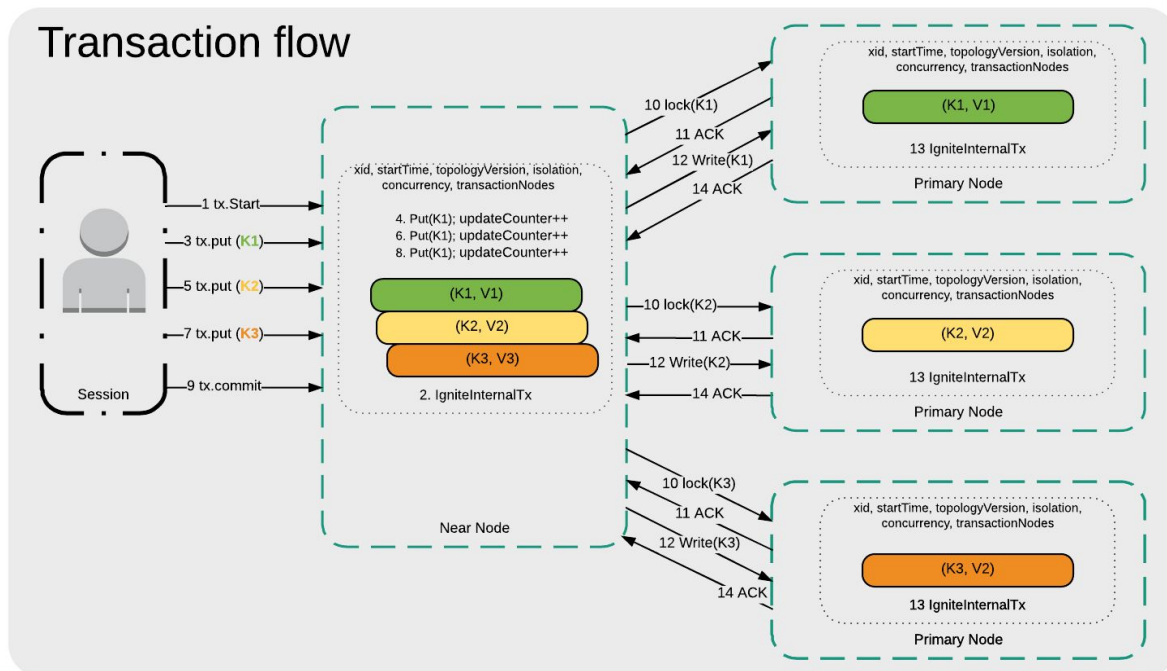 Transaction flow
1 tx.Start
3 tx.put (K1)
5 tx.put (K2)
7 tx.put (K3)
9 tx.commit
Session
xid, startTime, topologyVersion, isolation,
concurrency, transactionNodes
4. Put(K1); updateCounter++
6. Put(K1); updateCounter++
8. Put(K1); updateCounter++
(K1, V1)
(K2, V2)
(K3, V3)
2. IgniteInternalTx
Near Node
10 lock(K1)
11 ACK
12 Write(K1)
14 ACK
10 lock(K2)
11 ACK
12 Write(K2)
14 ACK
10 lock(K3)
11 ACK
12 Write(K3)
14 ACK
xid, startTime, topologyVersion, isolation,
concurrency, transactionNodes
(K1, V1)
13 IgniteInternalTx
Primary Node
xid, startTime, topologyVersion, isolation,
concurrency, transactionNodes
(K2, V2)
13 IgniteInternalTx
Primary Node
xid, startTime, topologyVersion, isolation,
concurrency, transactionNodes
(K3, V2)
13 IgniteInternalTx
Primary Node